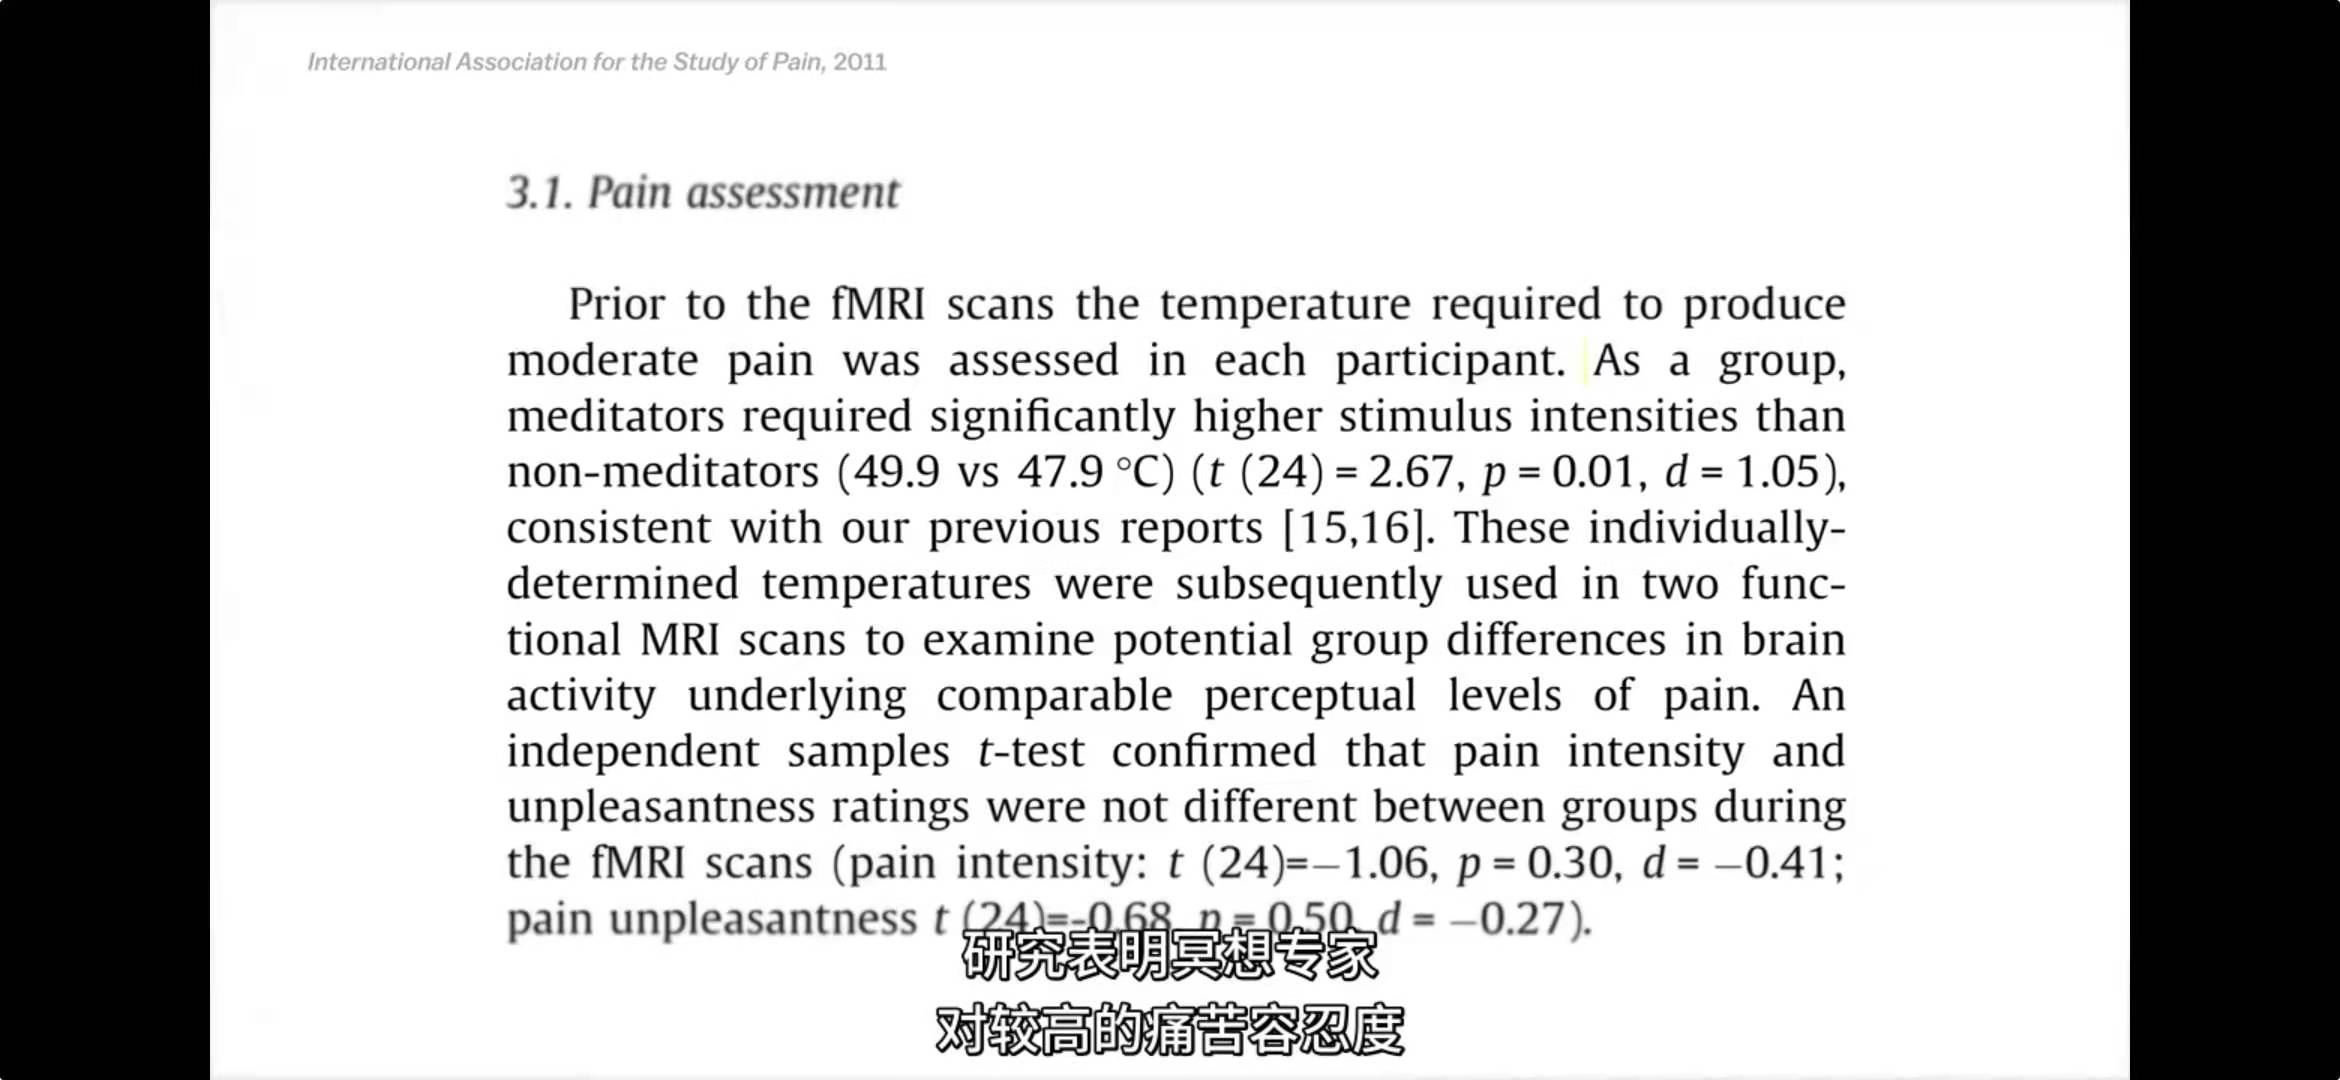 International Association for the Study of Pain, 2011
3.1. Pain assessment
Prior to the fMRI scans the temperature required to produce
moderate pain was assessed in each participant. As a group,
meditators required significantly higher stimulus intensities than
non-meditators (49.9 vs 47.9 °C) (t (24) = 2.67, p = 0.01, d = 1.05),
consistent with our previous reports [15,16]. These individually-
determined temperatures were subsequently used in two func-
tional MRI scans to examine potential group differences in brain
activity underlying comparable perceptual levels of pain. An
independent samples t-test confirmed that pain intensity and
unpleasantness ratings were not different between groups during
the fMRI scans (pain intensity: t (24)=−1.06, p = 0.30, d = −0.41;
pain unpleasantness t (24)=-0.68, p = 0.50, d = −0.27).
研究表明冥想专家
对较高的痛苦容忍度